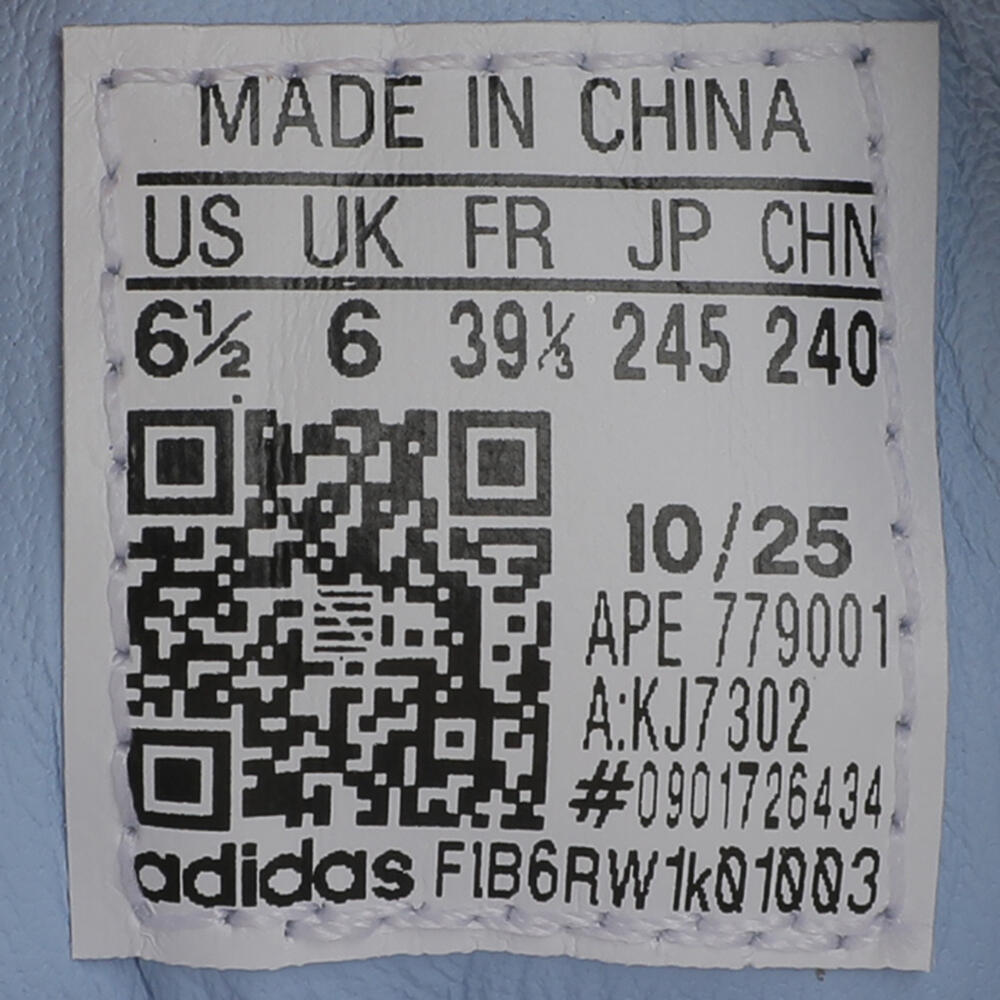 MADE IN CHINA
US UK FR JP CHN
6½ 6 39⅓ 245 240
10/25
APE 779001
A:KJ7302
#0901726434
adidas F1B6RW1k01003